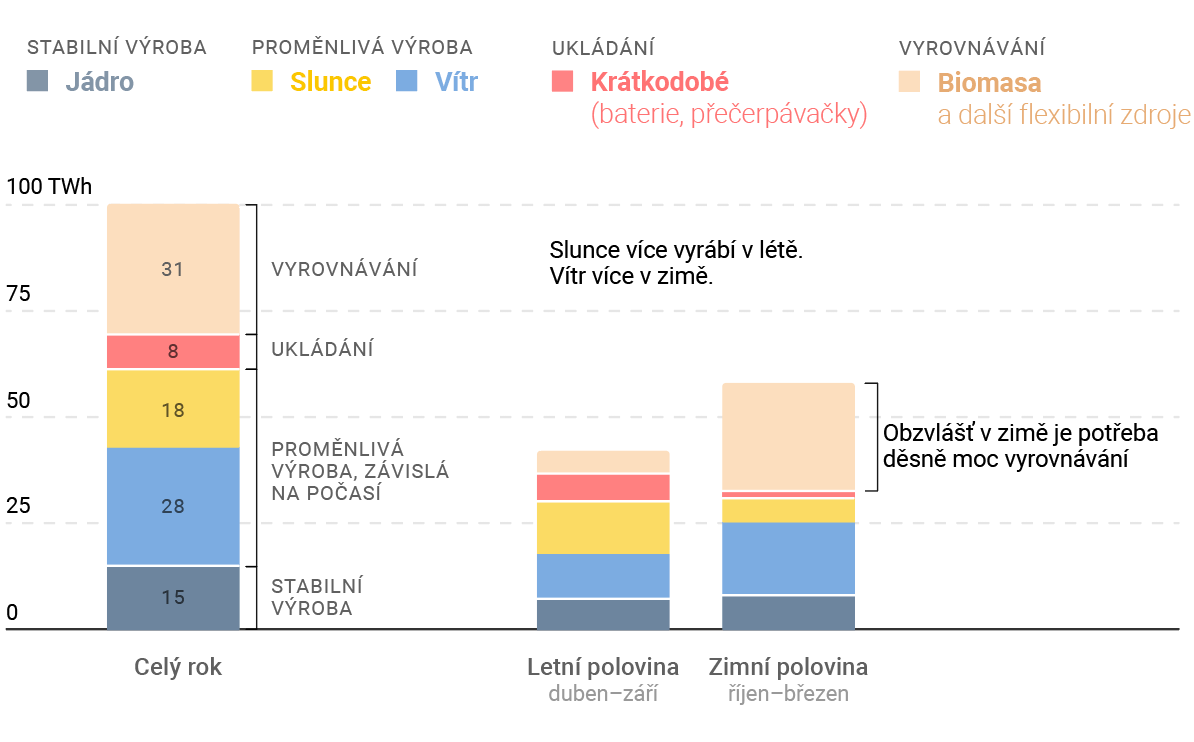 STABILNÍ VÝROBA
Jádro
PROMĚNLIVÁ VÝROBA
Slunce
Vítr
UKLÁDÁNÍ
Krátkodobé
(baterie, přečerpávačky)
VYROVNÁVÁNÍ
Biomasa
a další flexibilní zdroje
100 TWh
75
50
25
0
31
8
18
28
15
VYROVNÁVÁNÍ
UKLÁDÁNÍ
PROMĚNLIVÁ
VÝROBA, ZÁVISLÁ
NA POČASÍ
STABILNÍ
VÝROBA
Slunce více vyrábí v létě.
Vítr více v zimě.
Obzvlášť v zimě je potřeba
děsně moc vyrovnávání
Celý rok
Letní polovina
duben–září
Zimní polovina
říjen–březen